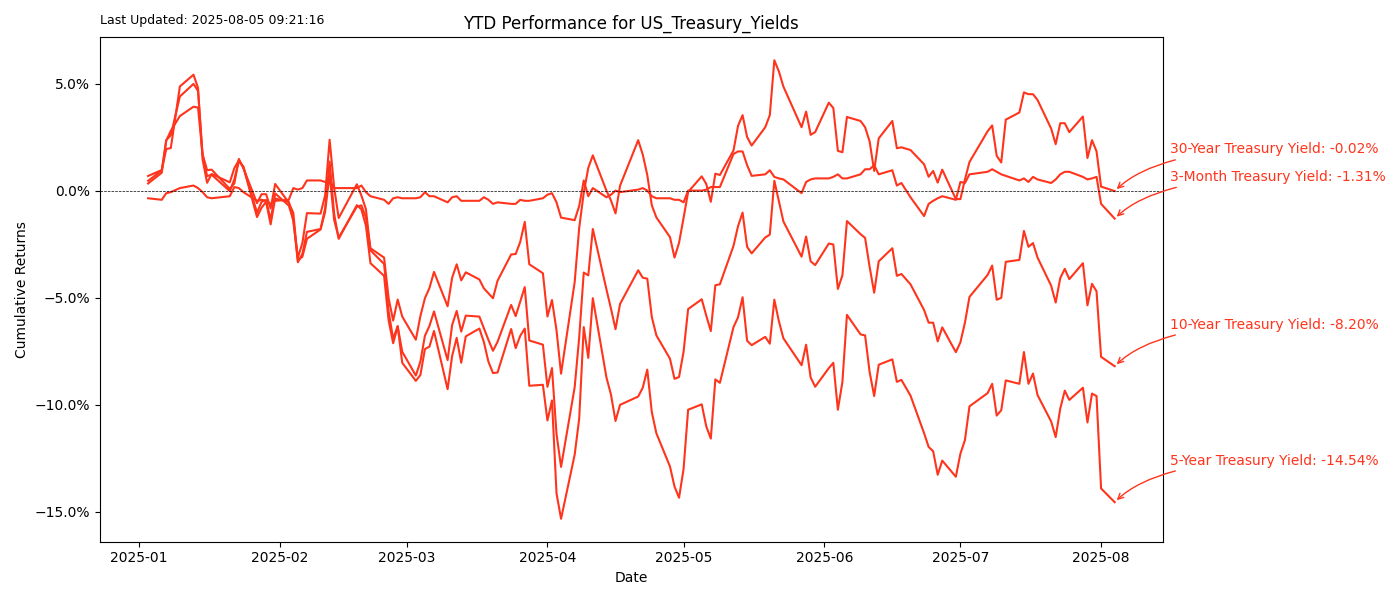 Last Updated: 2025-08-05 09:21:16
YTD Performance for US_Treasury_Yields
Cumulative Returns
5.0%
0.0%
−5.0%
−10.0%
−15.0%
30-Year Treasury Yield: -0.02%
3-Month Treasury Yield: -1.31%
10-Year Treasury Yield: -8.20%
5-Year Treasury Yield: -14.54%
2025-01
2025-02
2025-03
2025-04
2025-05
2025-06
2025-07
2025-08
Date